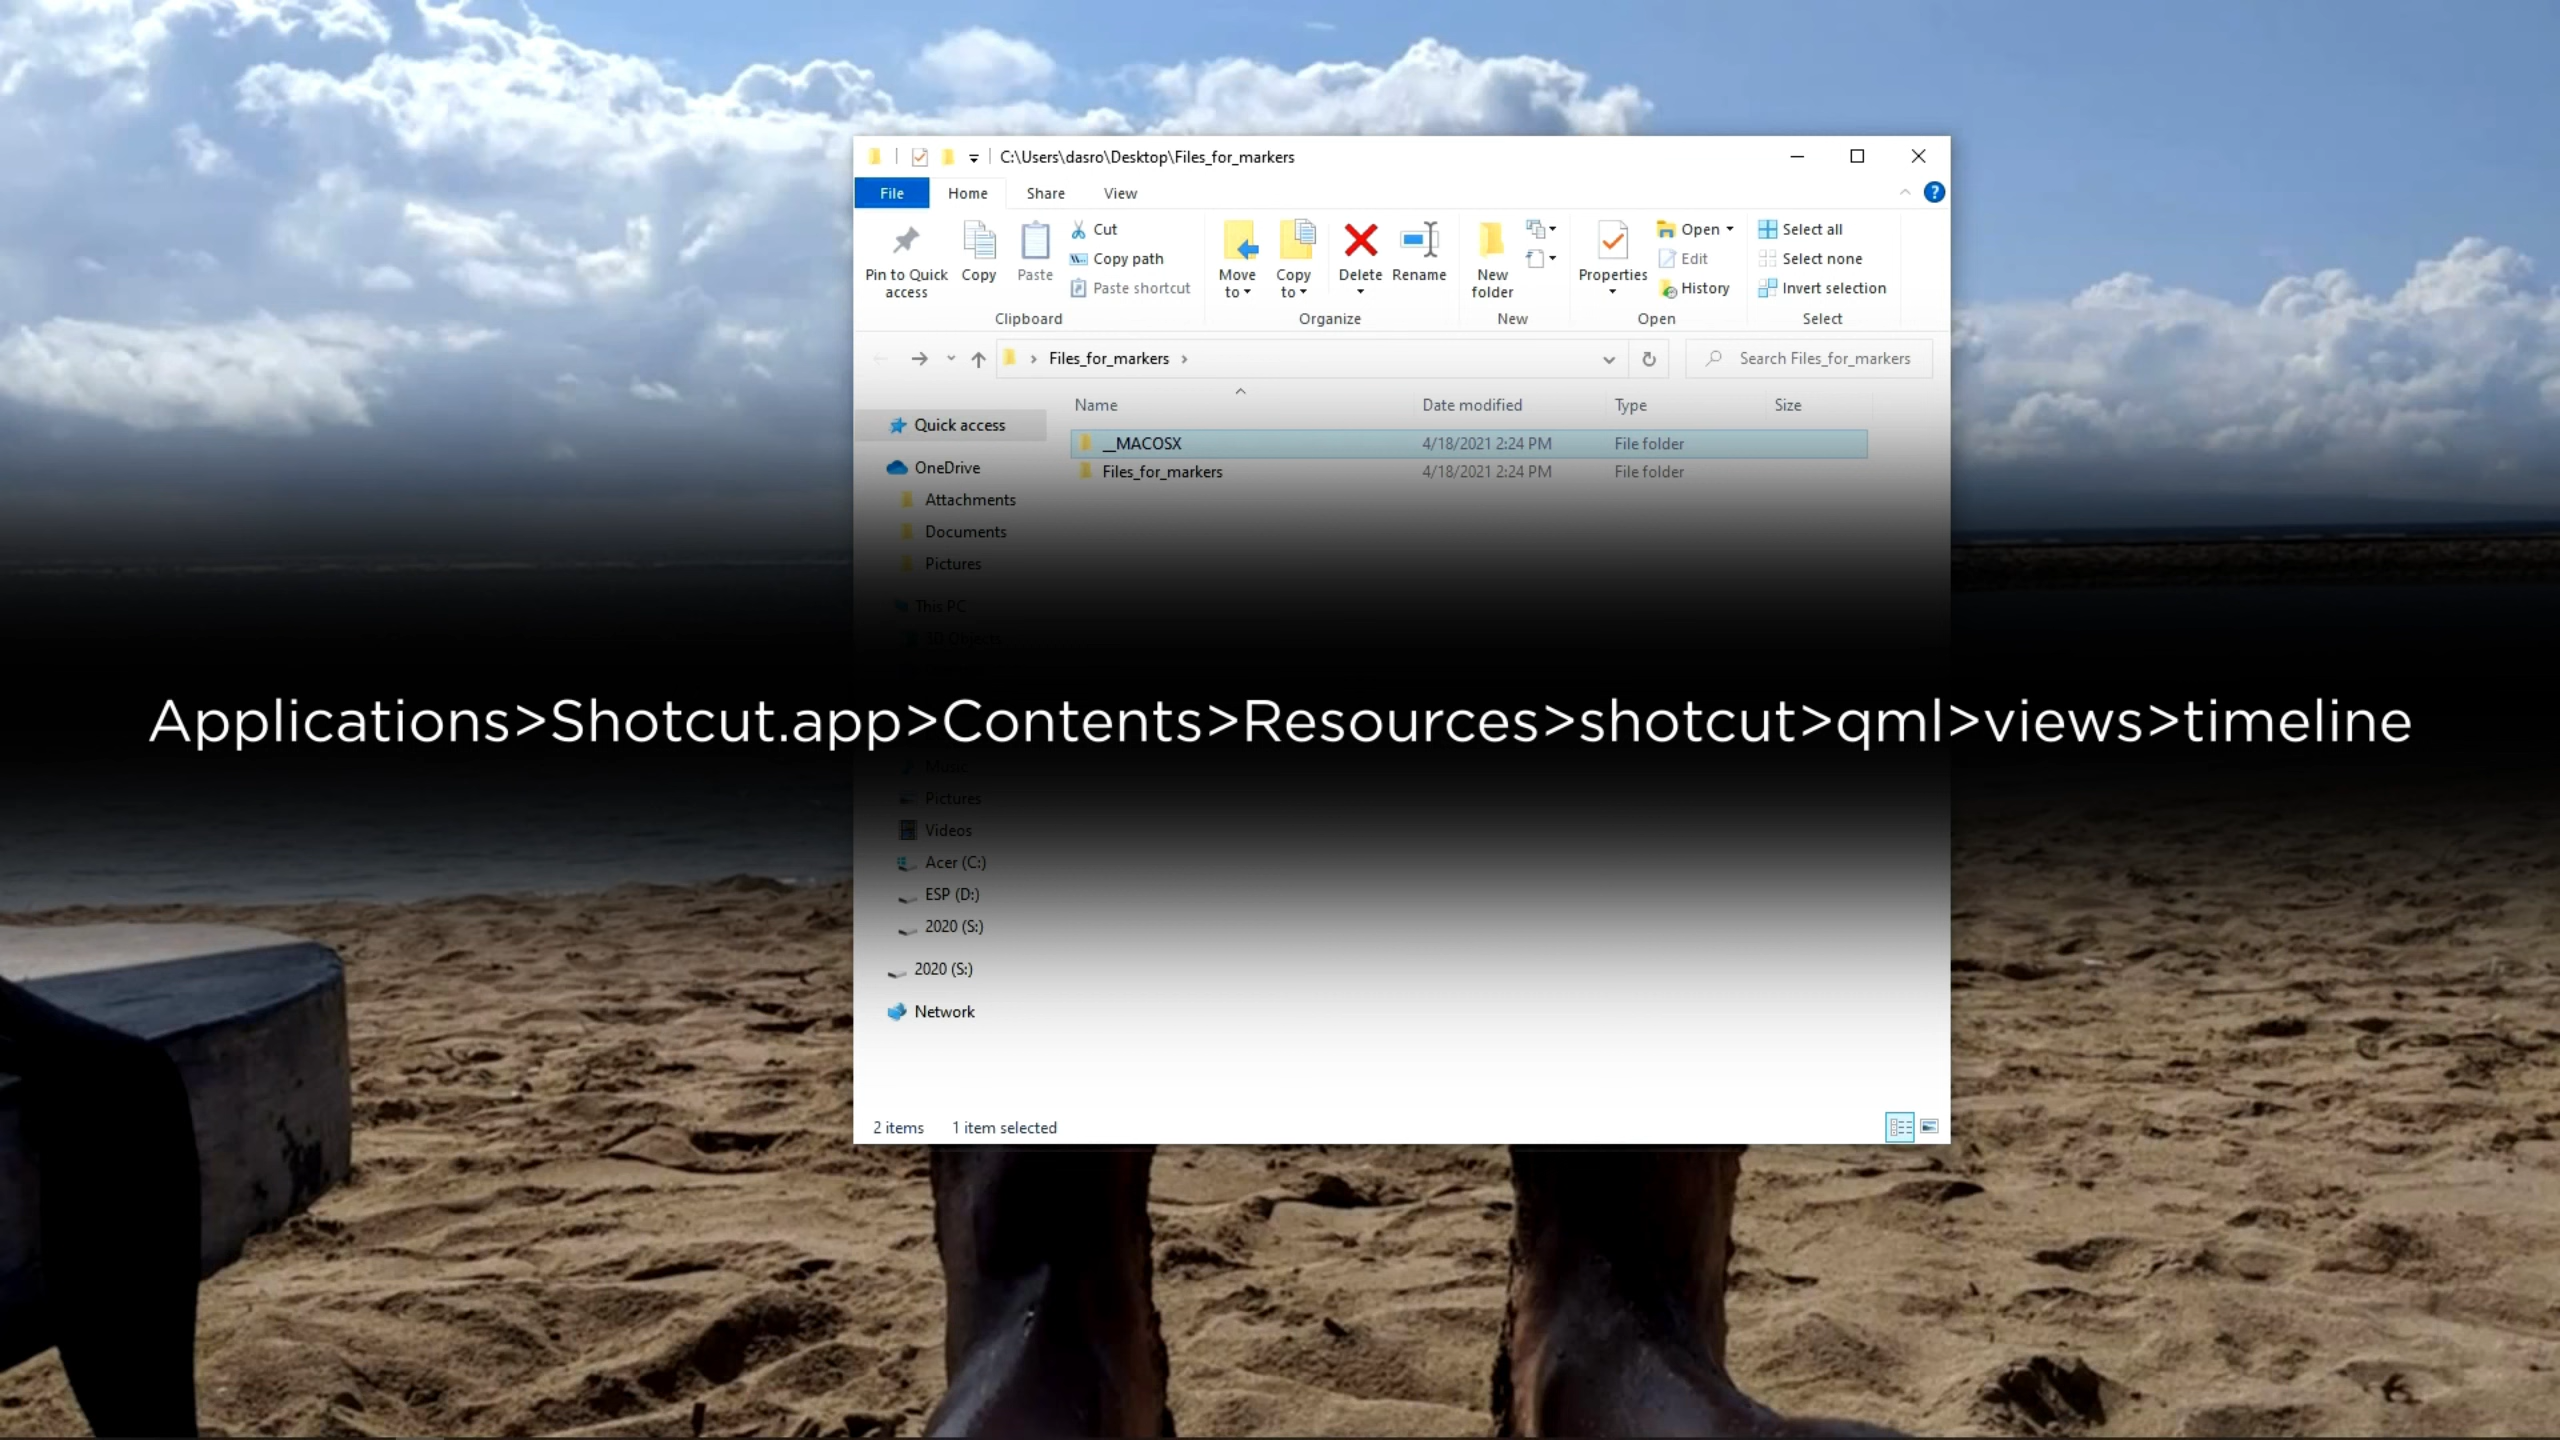 C:\Users\dasro\Desktop\Files_for_markers
File Home Share View
Pin to Quick access
Copy
Paste
Cut
Copy path
Paste shortcut
Clipboard
Move to
Copy to
Delete
Rename
Organize
New folder
New
Properties
Open
Edit
History
Open
Select all
Select none
Invert selection
Select
Files_for_markers
Search Files_for_markers
Name Date modified Type Size
__MACOSX 4/18/2021 2:24 PM File folder
Files_for_markers 4/18/2021 2:24 PM File folder
Quick access
OneDrive
Attachments
Documents
Pictures
This PC
3D Objects
Applications>Shotcut.app>Contents>Resources>shotcut>qml>views>timeline
Music
Pictures
Videos
Acer (C:)
ESP (D:)
2020 (S:)
2020 (S:)
Network
2 items 1 item selected